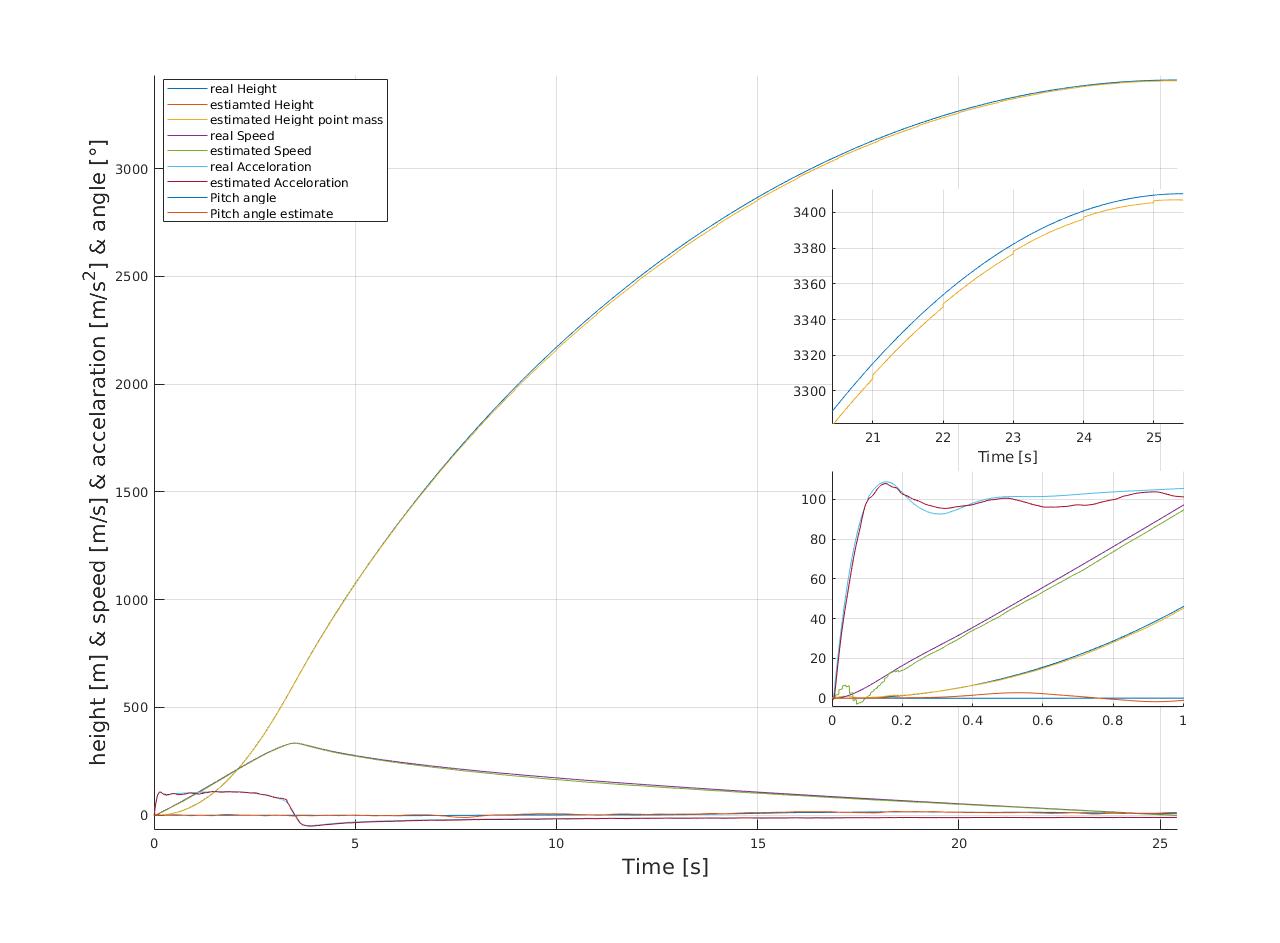 real Height
estiamted Height
estimated Height point mass
real Speed
estimated Speed
real Acceloration
estimated Acceloration
Pitch angle
Pitch angle estimate
height [m] & speed [m/s] & accelaration [m/s²] & angle [°]
3000
2500
2000
1500
1000
500
0
0 5 10 15 20 25
Time [s]
3400
3380
3360
3340
3320
3300
21 22 23 24 25
Time [s]
100
80
60
40
20
0
0 0.2 0.4 0.6 0.8 1